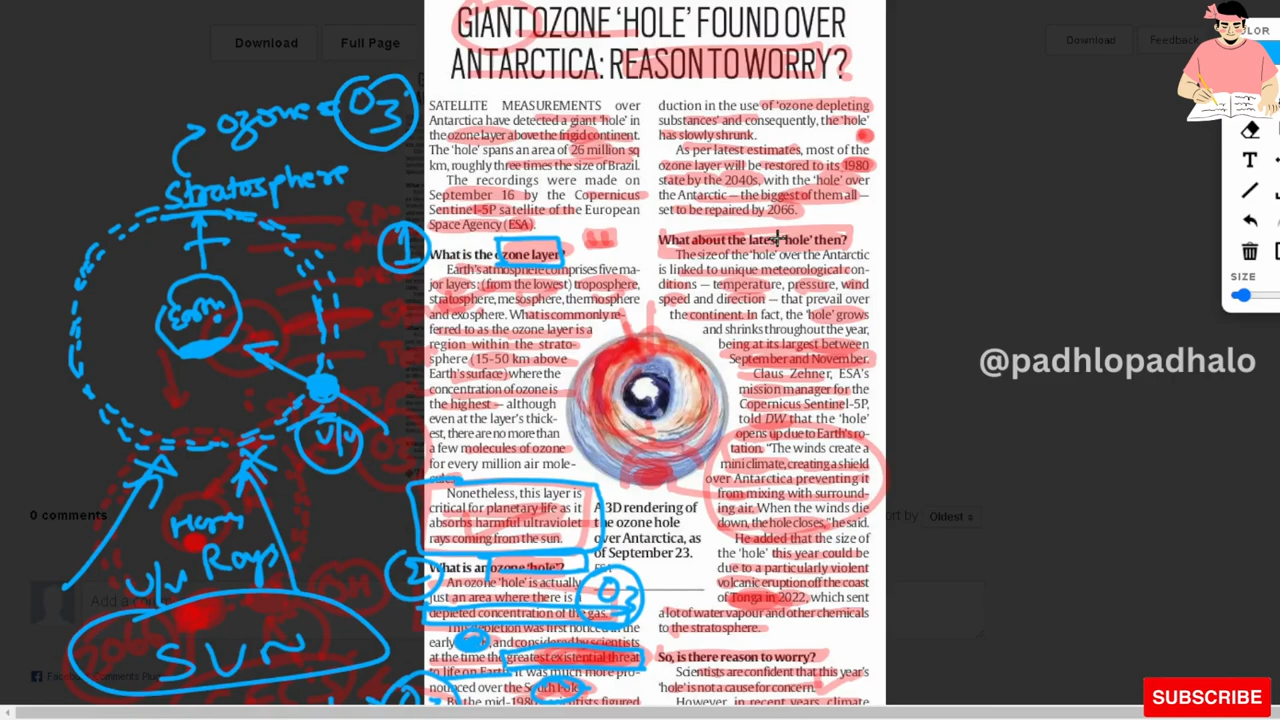 Download
Full Page
Download
Feedback
COLOR
T
SIZE
@padhlopadhalo
SUBSCRIBE
0 comments
Sort by
Oldest
Add a
Comments Plugin
ozone
O3
Stratosphere
Earth
U/V
Harm
U/V Rays
SUN
1
2
O3
GIANT OZONE ‘HOLE’ FOUND OVER
ANTARCTICA: REASON TO WORRY?
SATELLITE MEASUREMENTS over
Antarctica have detected a giant ‘hole’ in
the ozone layer above the frigid continent.
The ‘hole’ spans an area of 26 million sq
km, roughly three times the size of Brazil.
The recordings were made on
September 16 by the Copernicus
Sentinel-5P satellite of the European
Space Agency (ESA).
What is the ozone layer?
Earth’s atmosphere comprises five ma-
jor layers: (from the lowest) troposphere,
stratosphere, mesosphere, thermosphere
and exosphere. What is commonly re-
ferred to as the ozone layer is a
region within the strato-
sphere (15-50 km above
Earth’s surface) where the
concentration of ozone is
the highest — although
even at the layer’s thick-
est, there are no more than
a few molecules of ozone
for every million air mole-
cules.
Nonetheless, this layer is
critical for planetary life as it
absorbs harmful ultraviolet
rays coming from the sun.
What is an ozone ‘hole’?
An ozone ‘hole’ is actually
just an area where there is a
depleted concentration of the gas.
This depletion was first noticed in the
early and considered by scientists
at the time the greatest existential threat
to life on Earth. It was much more pro-
nounced over the South Pole.
By the mid-1980s, scientists figured
A 3D rendering of
the ozone hole
over Antarctica, as
of September 23.
ESA
duction in the use of ‘ozone depleting
substances’ and consequently, the ‘hole’
has slowly shrunk.
As per latest estimates, most of the
ozone layer will be restored to its 1980
state by the 2040s, with the ‘hole’ over
the Antarctic — the biggest of them all —
set to be repaired by 2066.
What about the latest ‘hole’ then?
The size of the ‘hole’ over the Antarctic
is linked to unique meteorological con-
ditions — temperature, pressure, wind
speed and direction — that prevail over
the continent. In fact, the ‘hole’ grows
and shrinks throughout the year,
being at its largest between
September and November.
Claus Zehner, ESA’s
mission manager for the
Copernicus Sentinel-5P,
told DW that the ‘hole’
opens up due to Earth’s ro-
tation. “The winds create a
mini climate, creating a shield
over Antarctica preventing it
from mixing with surround-
ing air. When the winds die
down, the hole closes,” he said.
He added that the size of
the ‘hole’ this year could be
due to a particularly violent
volcanic eruption off the coast
of Tonga in 2022, which sent
a lot of water vapour and other chemicals
to the stratosphere.
So, is there reason to worry?
Scientists are confident that this year’s
‘hole’ is not a cause for concern.
However, in recent years, climate